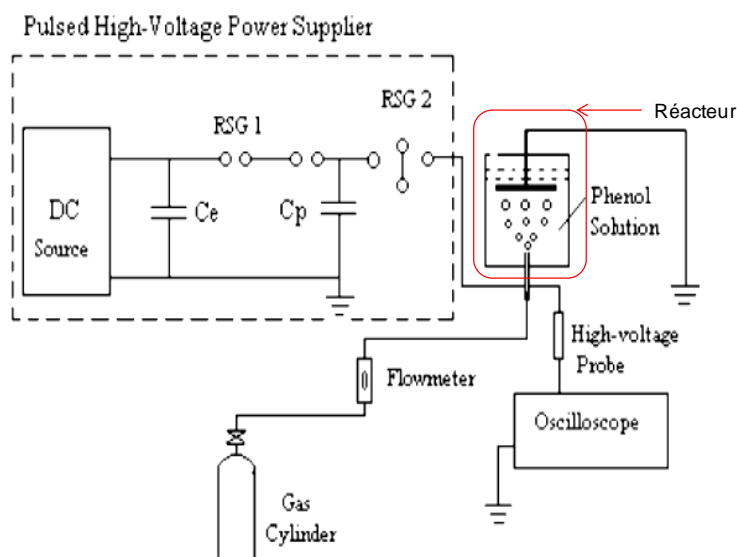 Pulsed High-Voltage Power Supplier
RSG 2
RSG 1
Réacteur
DC
Source
Ce
Cp
Phenol
Solution
High-voltage
Probe
Flowmeter
Oscilloscope
Gas
Cylinder